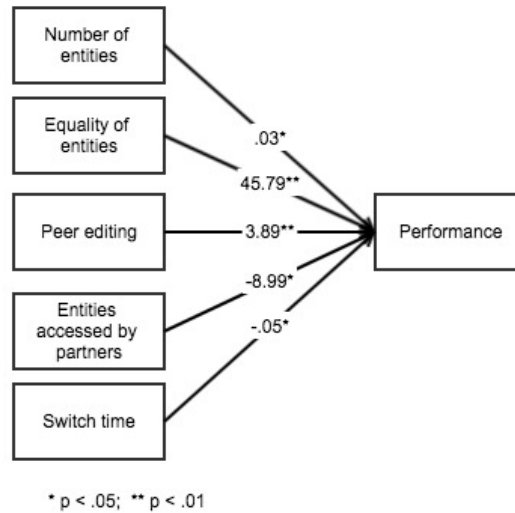 Number of
entities
Equality of
entities
Peer editing
Entities
accessed by
partners
Switch time
.03*
45.79**
3.89**
-8.99*
-.05*
Performance
* p < .05; ** p < .01